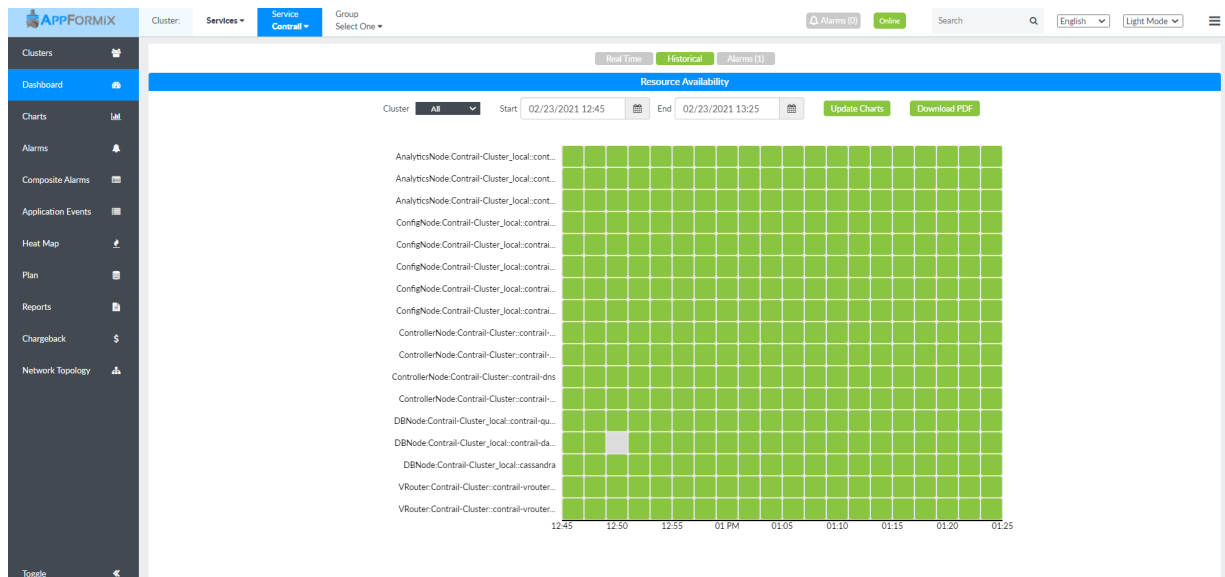 APPFORMIX
Cluster:
Services
Service
Contrail
Group
Select One
Alarms (0)
Online
Search
English
Light Mode
Clusters
Dashboard
Charts
Alarms
Composite Alarms
Application Events
Heat Map
Plan
Reports
Chargeback
Network Topology
Toggle
Real Time
Historical
Alarms (1)
Resource Availability
Cluster
All
Start
02/23/2021 12:45
End
02/23/2021 13:25
Update Charts
Download PDF
AnalyticsNode:Contrail-Cluster_local::cont...
AnalyticsNode:Contrail-Cluster_local::cont...
AnalyticsNode:Contrail-Cluster_local::cont...
ConfigNode:Contrail-Cluster_local::contrai...
ConfigNode:Contrail-Cluster_local::contrai...
ConfigNode:Contrail-Cluster_local::contrai...
ConfigNode:Contrail-Cluster_local::contrai...
ConfigNode:Contrail-Cluster_local::contrai...
ControllerNode:Contrail-Cluster::contrail-...
ControllerNode:Contrail-Cluster::contrail-...
ControllerNode:Contrail-Cluster::contrail-dns
ControllerNode:Contrail-Cluster::contrail-...
DBNode:Contrail-Cluster_local::contrail-qu...
DBNode:Contrail-Cluster_local::contrail-da...
DBNode:Contrail-Cluster_local::cassandra
VRouter:Contrail-Cluster::contrail-vrouter...
VRouter:Contrail-Cluster::contrail-vrouter...
12:45 12:50 12:55 01 PM 01:05 01:10 01:15 01:20 01:25